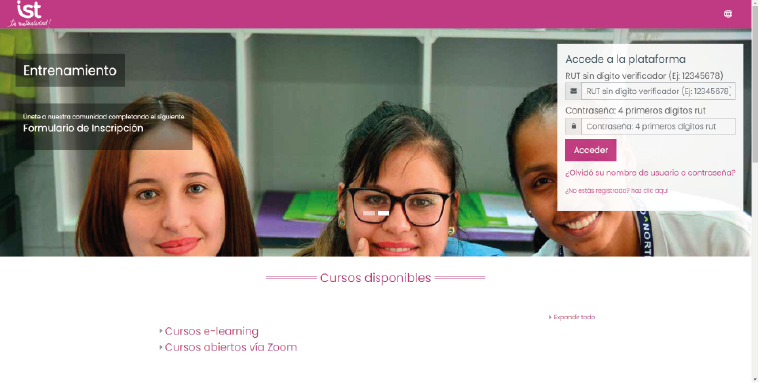 ist
¡La mutualidad!
Entrenamiento
Únete a nuestra comunidad completando el siguiente
Formulario de Inscripción
Accede a la plataforma
RUT sin dígito verificador (Ej: 12345678)
RUT sin dígito verificador (Ej: 12345678)
Contraseña: 4 primeros dígitos rut
Contraseña: 4 primeros dígitos rut
Acceder
¿Olvidó su nombre de usuario o contraseña?
¿No estás registrado? haz clic aquí
Cursos disponibles
Expande todo
Cursos e-learning
Cursos abiertos vía Zoom